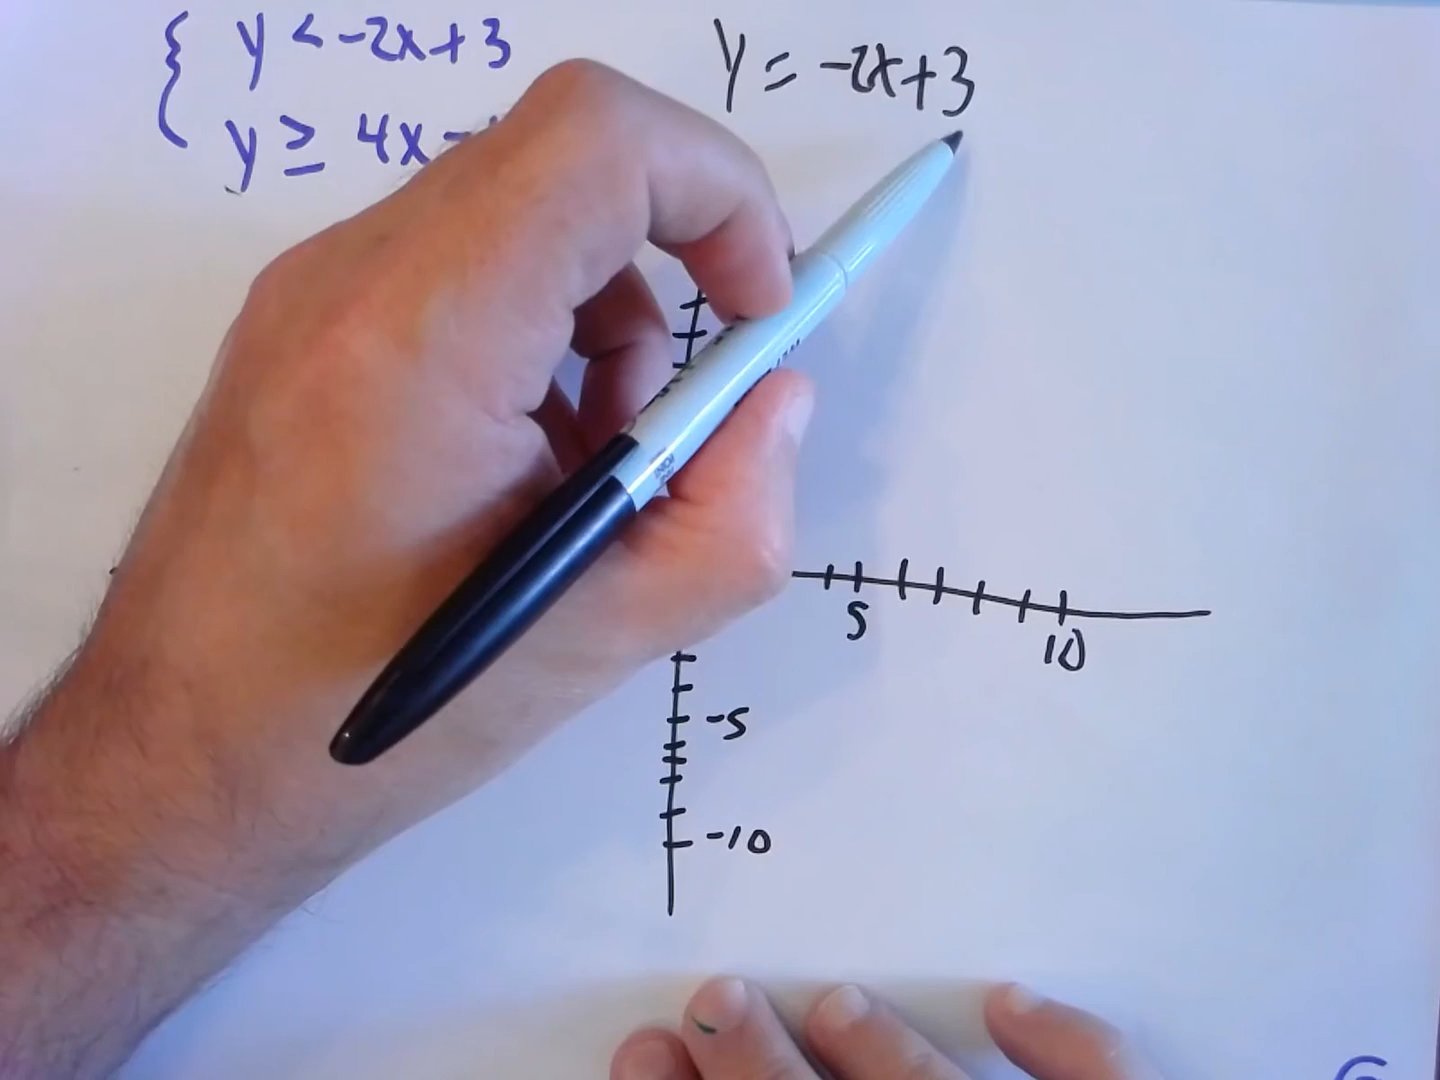 y < -2x+3
y ≥ 4x-
y = -2x+3
5
10
-5
-10